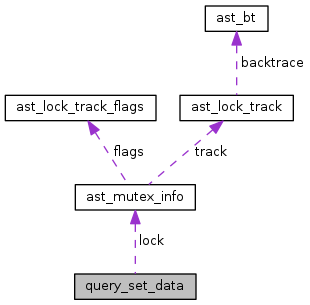 ast_bt
backtrace
ast_lock_track_flags
ast_lock_track
flags
track
ast_mutex_info
lock
query_set_data